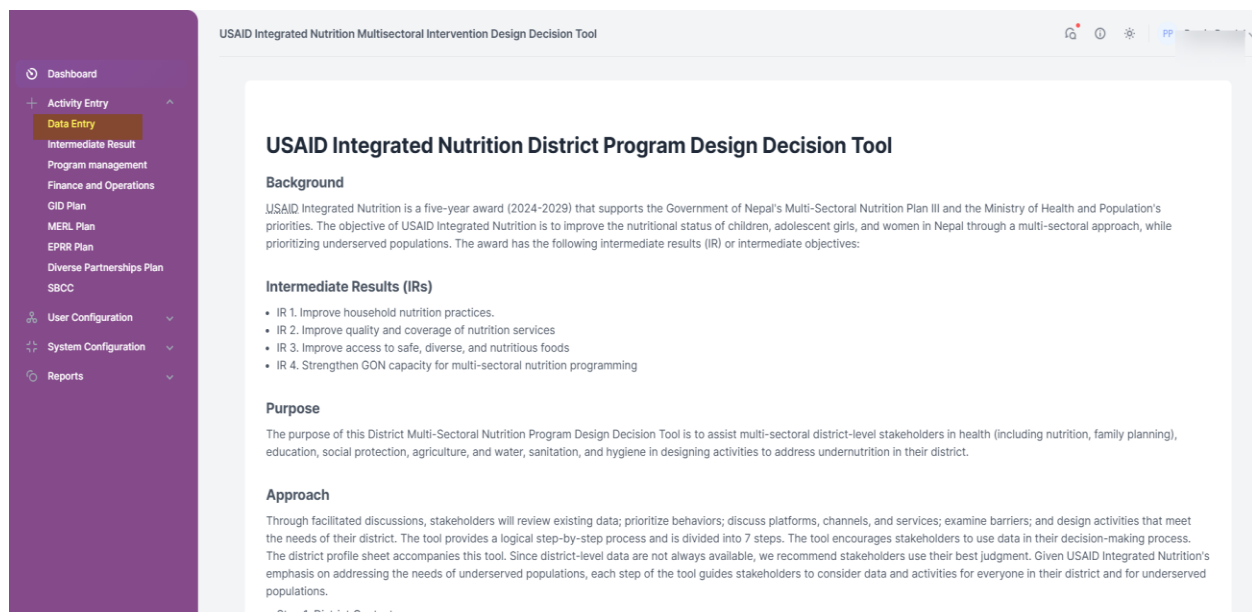 USAID Integrated Nutrition Multisectoral Intervention Design Decision Tool
PP
Dashboard
Activity Entry
Data Entry
Intermediate Result
Program management
Finance and Operations
GID Plan
MERL Plan
EPRR Plan
Diverse Partnerships Plan
SBCC
User Configuration
System Configuration
Reports
USAID Integrated Nutrition District Program Design Decision Tool
Background
USAID Integrated Nutrition is a five-year award (2024-2029) that supports the Government of Nepal's Multi-Sectoral Nutrition Plan III and the Ministry of Health and Population's
priorities. The objective of USAID Integrated Nutrition is to improve the nutritional status of children, adolescent girls, and women in Nepal through a multi-sectoral approach, while
prioritizing underserved populations. The award has the following intermediate results (IR) or intermediate objectives:
Intermediate Results (IRs)
• IR 1. Improve household nutrition practices.
• IR 2. Improve quality and coverage of nutrition services
• IR 3. Improve access to safe, diverse, and nutritious foods
• IR 4. Strengthen GON capacity for multi-sectoral nutrition programming
Purpose
The purpose of this District Multi-Sectoral Nutrition Program Design Decision Tool is to assist multi-sectoral district-level stakeholders in health (including nutrition, family planning),
education, social protection, agriculture, and water, sanitation, and hygiene in designing activities to address undernutrition in their district.
Approach
Through facilitated discussions, stakeholders will review existing data; prioritize behaviors; discuss platforms, channels, and services; examine barriers; and design activities that meet
the needs of their district. The tool provides a logical step-by-step process and is divided into 7 steps. The tool encourages stakeholders to use data in their decision-making process.
The district profile sheet accompanies this tool. Since district-level data are not always available, we recommend stakeholders use their best judgment. Given USAID Integrated Nutrition's
emphasis on addressing the needs of underserved populations, each step of the tool guides stakeholders to consider data and activities for everyone in their district and for underserved
populations.